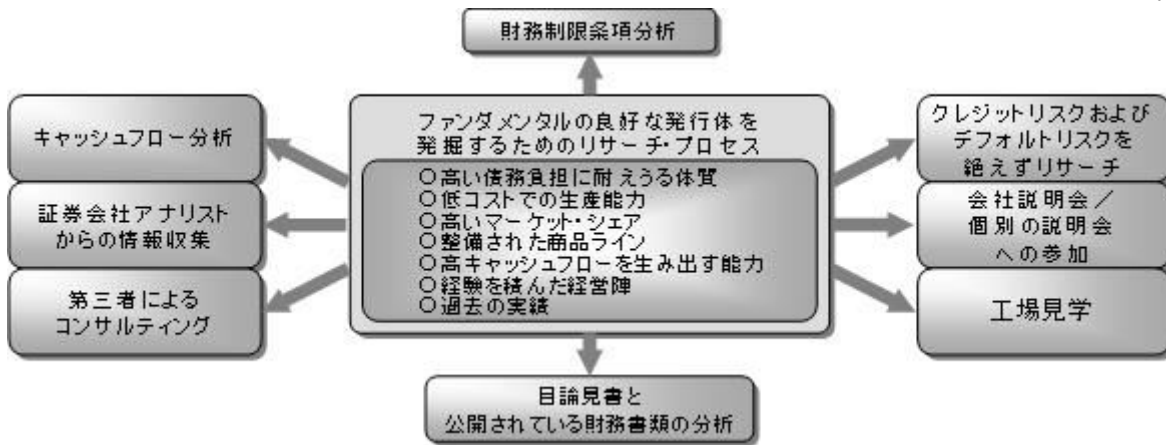 財務制限条項分析
キャッシュフロー分析
証券会社アナリスト
からの情報収集
第三者による
コンサルティング
ファンダメンタルの良好な発行体を
発掘するためのリサーチ・プロセス
○高い債務負担に耐えうる体質
○低コストでの生産能力
○高いマーケット・シェア
○整備された商品ライン
○高キャッシュフローを生み出す能力
○経験を積んだ経営陣
○過去の実績
クレジットリスクおよび
デフォルトリスクを
絶えずリサーチ
会社説明会／
個別の説明会
への参加
工場見学
目論見書と
公開されている財務書類の分析